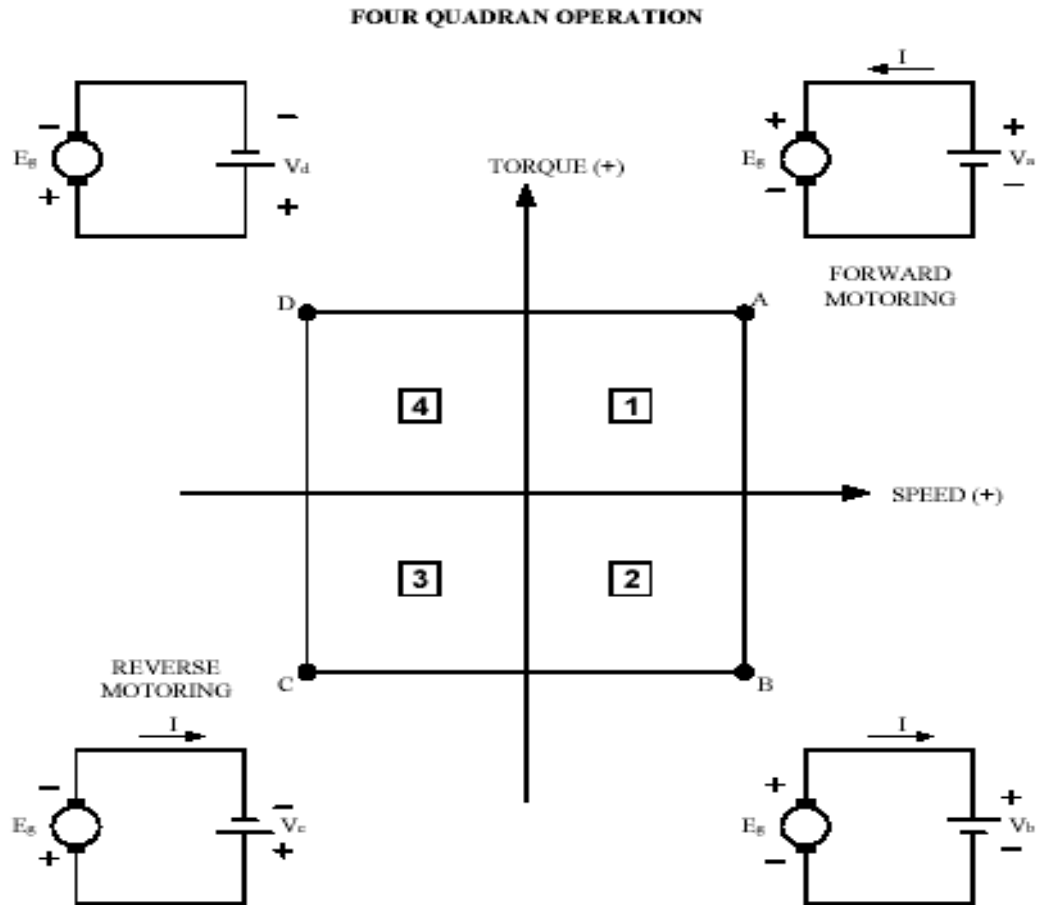 FOUR QUADRAN OPERATION
I
− −
Eg Vd
+ +
+ +
Eg Va
− −
TORQUE (+)
FORWARD
MOTORING
D A
4 1
SPEED (+)
3 2
REVERSE
MOTORING
C B
I I
− −
Eg Vc
+ +
+ +
Eg Vb
− −